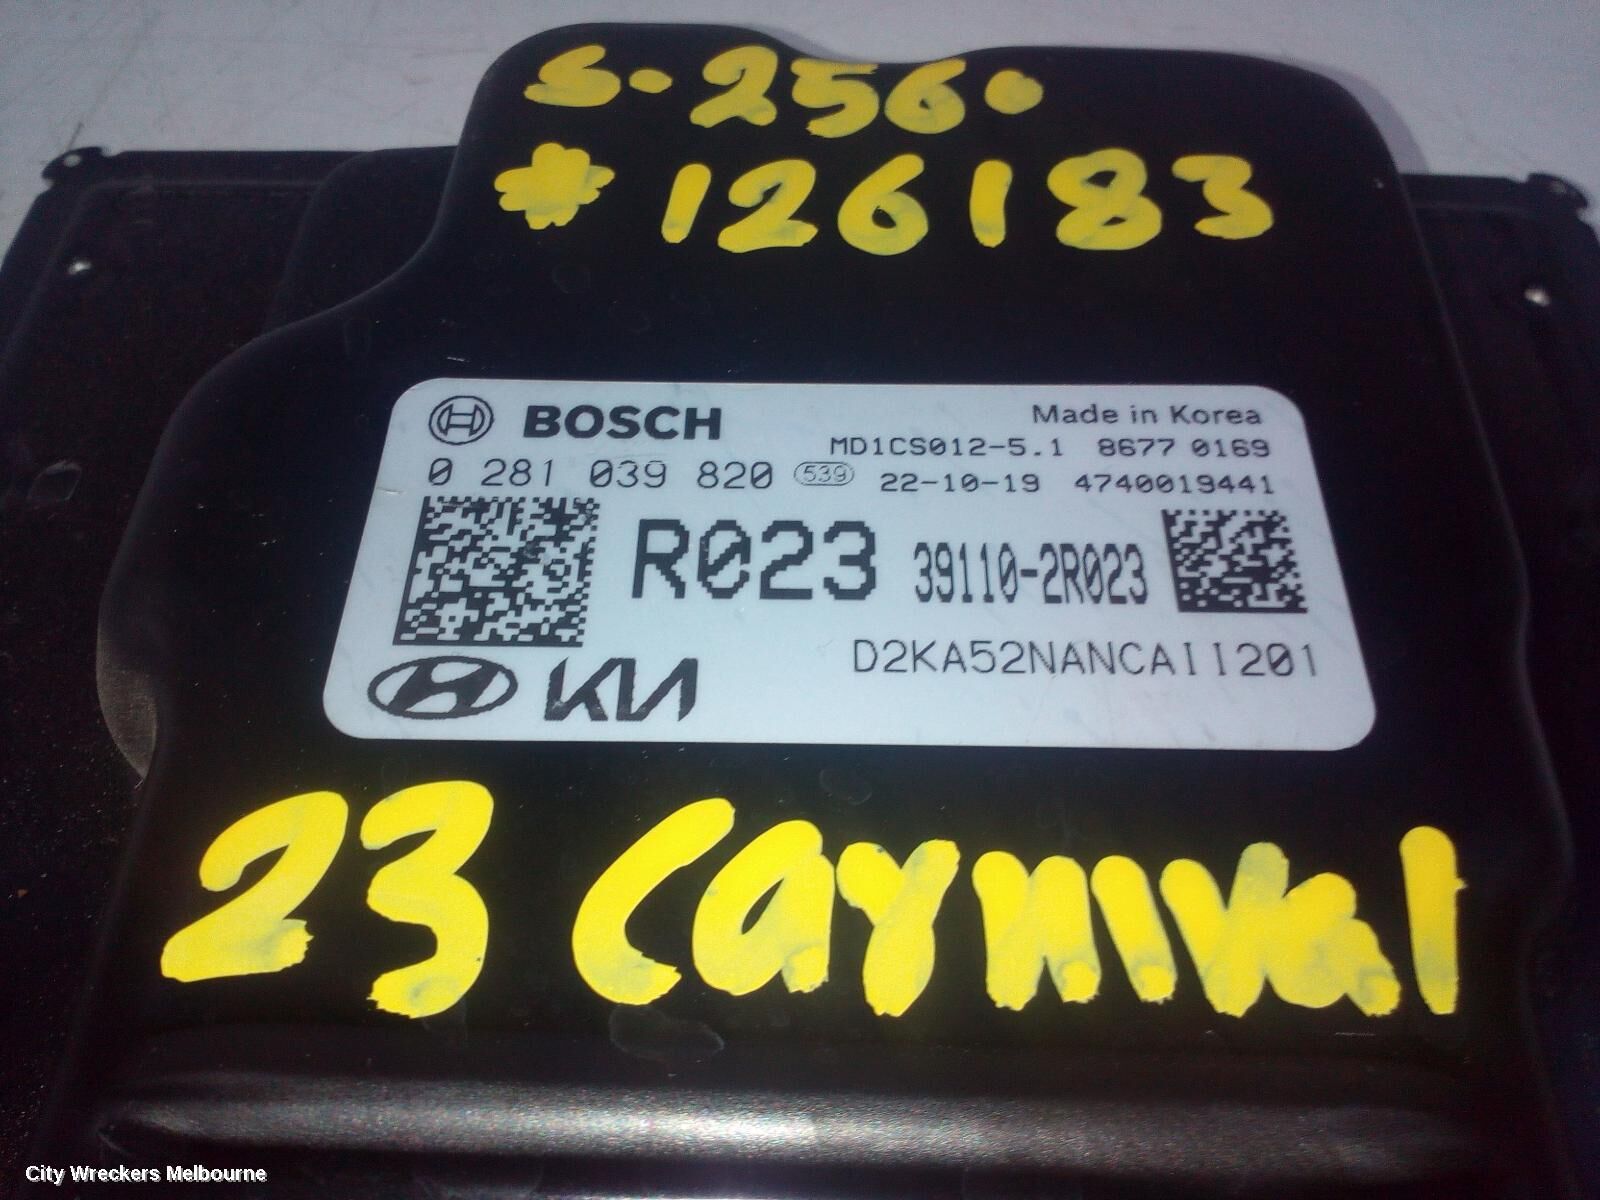 S-256.
*126183
BOSCH Made in Korea
MD1CS012-5.1 8677 0169
0 281 039 820 539 22-10-19 4740019441
R023 39110-2R023
KIA D2KA52NANCAII201
23 Carnival
City Wreckers Melbourne